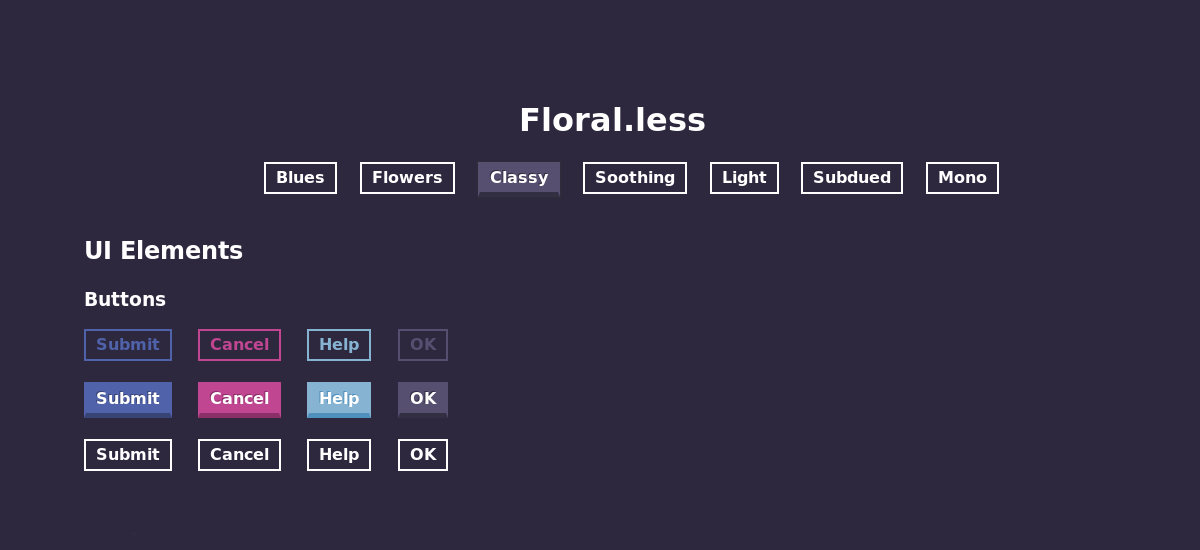 Floral.less
Blues Flowers Classy Soothing Light Subdued Mono
UI Elements
Buttons
Submit Cancel Help OK
Submit Cancel Help OK
Submit Cancel Help OK